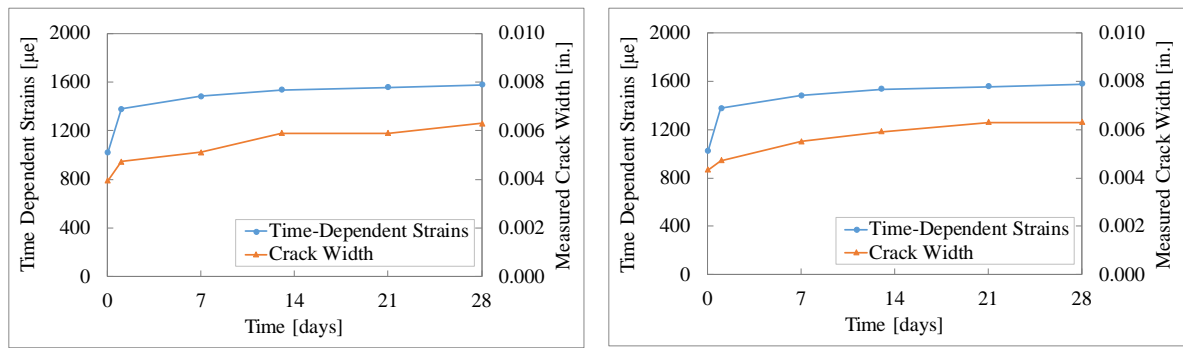 2000
1600
1200
800
400
0
Time Dependent Strains [µe]
0.010
0.008
0.006
0.004
0.002
0.000
Measured Crack Width [in.]
Time-Dependent Strains
Crack Width
0 7 14 21 28
Time [days]
2000
1600
1200
800
400
0
Time Dependent Strains [µe]
0.010
0.008
0.006
0.004
0.002
0.000
Measured Crack Width [in.]
Time-Dependent Strains
Crack Width
0 7 14 21 28
Time [days]